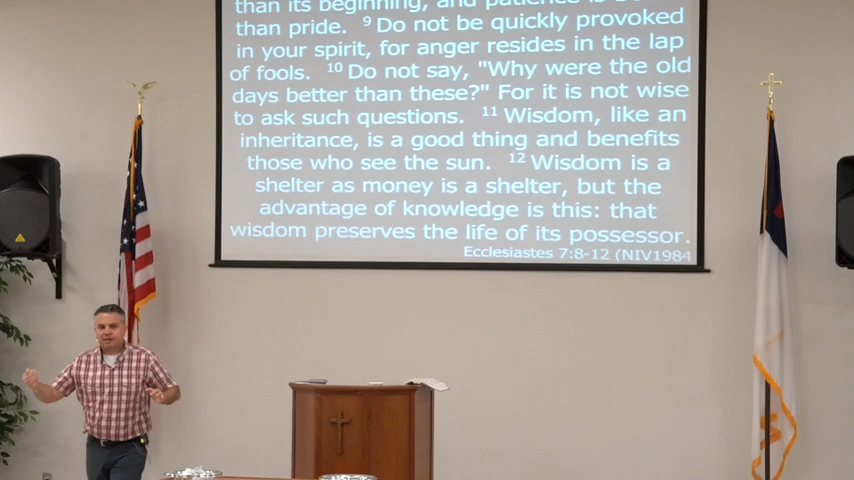 than its beginning, and patience is
than pride. 9 Do not be quickly provoked
in your spirit, for anger resides in the lap
of fools. 10 Do not say, "Why were the old
days better than these?" For it is not wise
to ask such questions. 11 Wisdom, like an
inheritance, is a good thing and benefits
those who see the sun. 12 Wisdom is a
shelter as money is a shelter, but the
advantage of knowledge is this: that
wisdom preserves the life of its possessor.
Ecclesiastes 7:8-12 (NIV1984